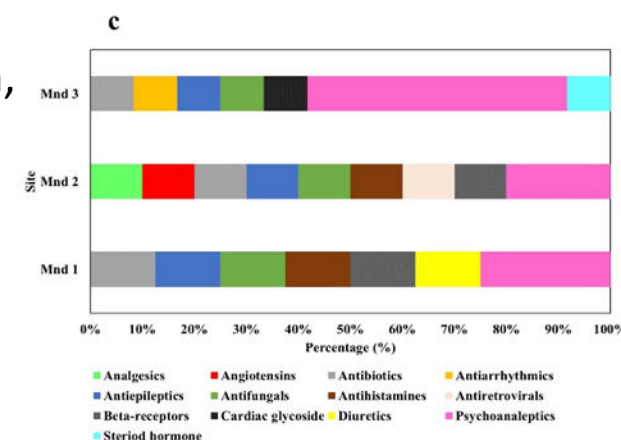 c
Mnd 3
Mnd 2
Mnd 1
Site
0% 10% 20% 30% 40% 50% 60% 70% 80% 90% 100%
Percentage (%)
Analgesics Angiotensins Antibiotics Antiarrhythmics
Antiepileptics Antifungals Antihistamines Antiretrovirals
Beta-receptors Cardiac glycoside Diuretics Psychoanaleptics
Steriod hormone